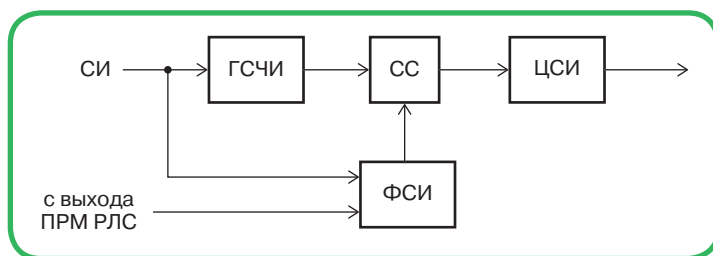 СИ
ГСЧИ
СС
ЦСИ
ФСИ
с выхода
ПРМ РЛС